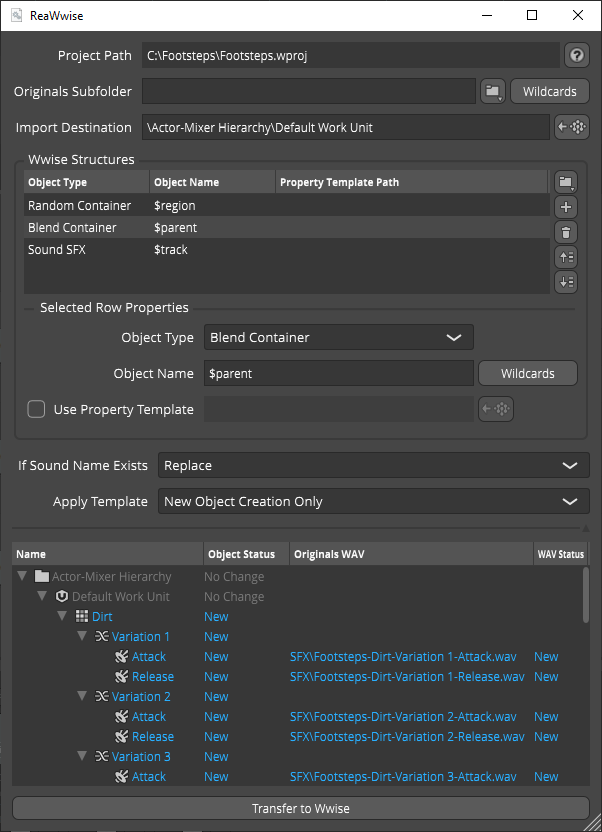 ReaWwise
Project Path C:\Footsteps\Footsteps.wproj
Originals Subfolder Wildcards
Import Destination \Actor-Mixer Hierarchy\Default Work Unit
Wwise Structures
Object Type Object Name Property Template Path
Random Container $region
Blend Container $parent
Sound SFX $track
Selected Row Properties
Object Type Blend Container
Object Name $parent Wildcards
Use Property Template
If Sound Name Exists Replace
Apply Template New Object Creation Only
Name Object Status Originals WAV WAV Status
Actor-Mixer Hierarchy No Change
Default Work Unit No Change
Dirt New
Variation 1 New
Attack New SFX\Footsteps-Dirt-Variation 1-Attack.wav New
Release New SFX\Footsteps-Dirt-Variation 1-Release.wav New
Variation 2 New
Attack New SFX\Footsteps-Dirt-Variation 2-Attack.wav New
Release New SFX\Footsteps-Dirt-Variation 2-Release.wav New
Variation 3 New
Attack New SFX\Footsteps-Dirt-Variation 3-Attack.wav New
Transfer to Wwise